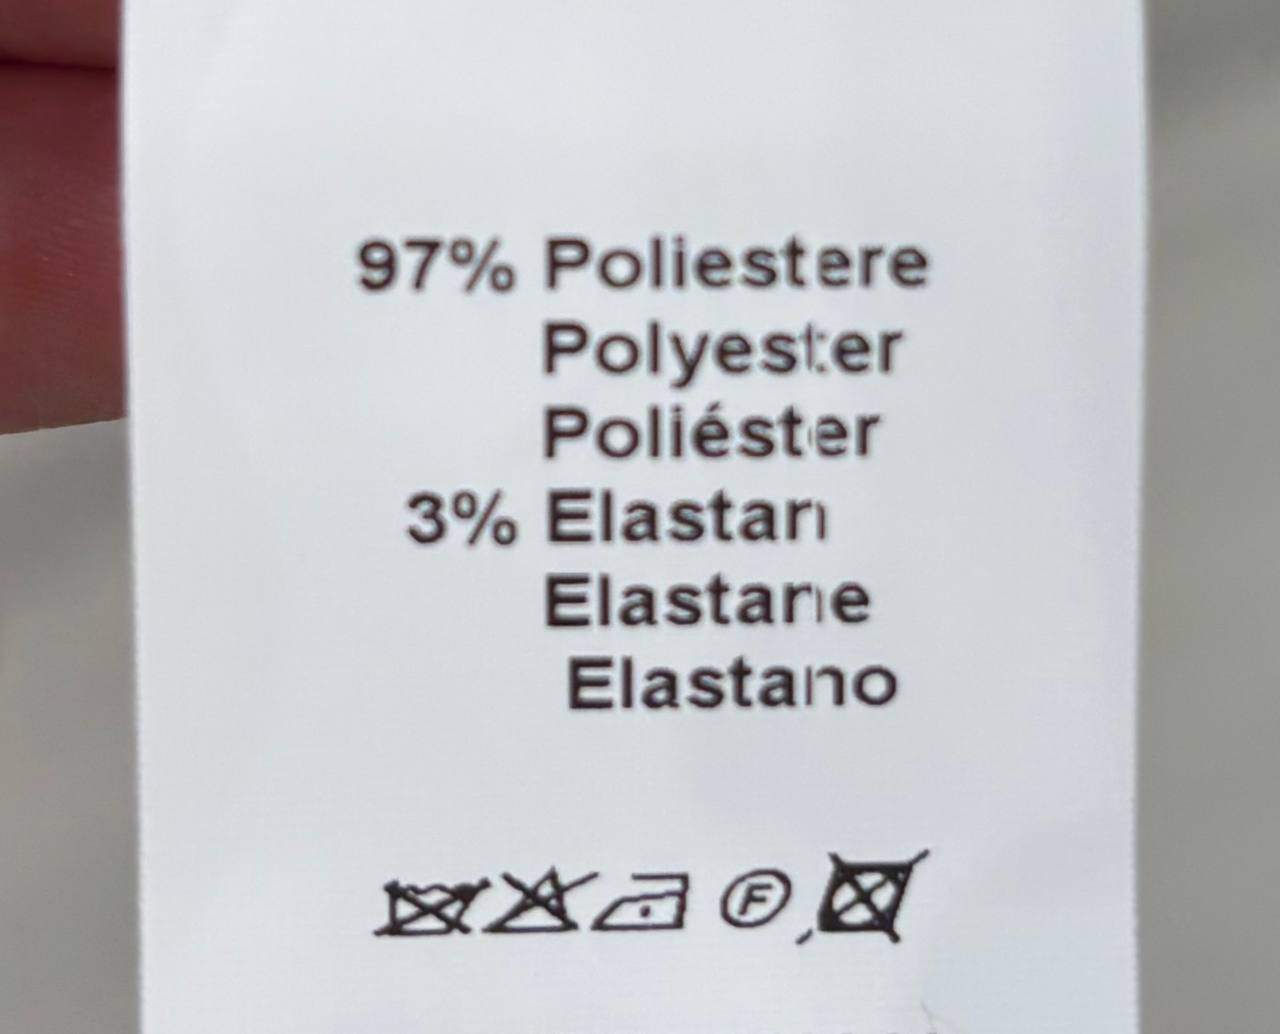 97% Poliestere
Polyester
Poliéster
3% Elastan
Elastane
Elastano
F